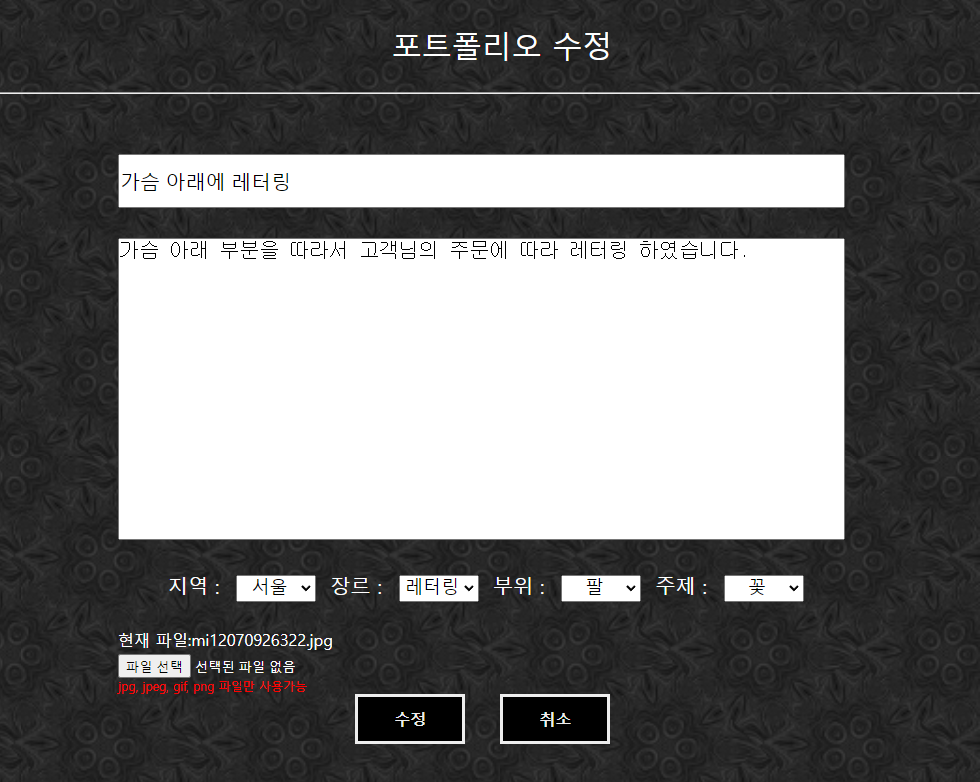 포트폴리오 수정
가슴 아래에 레터링
가슴 아래 부분을 따라서 고객님의 주문에 따라 레터링 하였습니다.
지역 : 서울 장르 : 레터링 부위 : 팔 주제 : 꽃
현재 파일:mi12070926322.jpg
파일 선택 선택된 파일 없음
jpg, jpeg, gif, png 파일만 사용가능
수정 취소